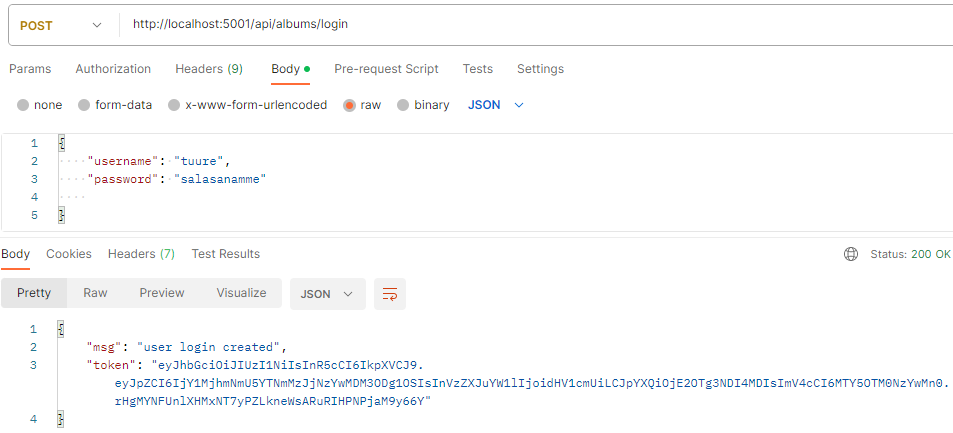 POST http://localhost:5001/api/albums/login
Params Authorization Headers (9) Body Pre-request Script Tests Settings
none form-data x-www-form-urlencoded raw binary JSON
1 {
2 "username": "tuure",
3 "password": "salasanamme"
4
5 }
Body Cookies Headers (7) Test Results Status: 200 OK
Pretty Raw Preview Visualize JSON
1 {
2 "msg": "user login created",
3 "token": "eyJhbGciOiJIUzI1NiIsInR5cCI6IkpXVCJ9.
eyJpZCI6IjY1MjhmNmU5YTNmMzJjNzYwMDM3ODg1OSIsInVzZXJuYW1lIjoidHV1cmUiLCJpYXQiOjE2OTg3NDI4MDIsImV4cCI6MTY5OTM0NzYwMn0.
rHgMYNFUnlXHMxNT7yPZLkneWsARuRIHPNPjaM9y66Y"
4 }